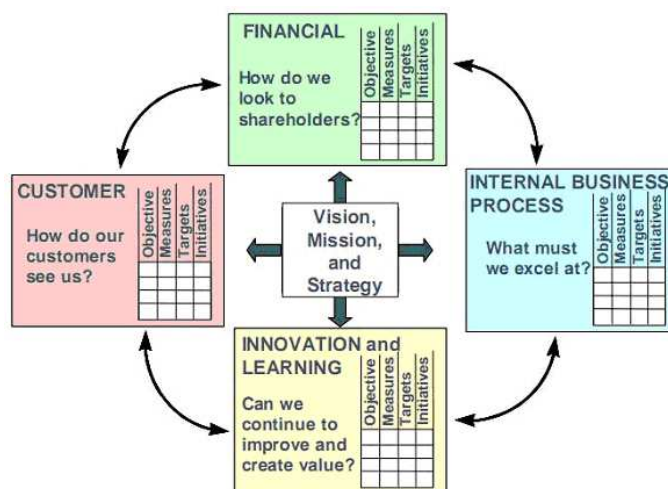 FINANCIAL
How do we
look to
shareholders?
Objective
Measures
Targets
Initiatives
CUSTOMER
How do our
customers
see us?
Objective
Measures
Targets
Initiatives
Vision,
Mission,
and
Strategy
INTERNAL BUSINESS
PROCESS
What must
we excel at?
Objective
Measures
Targets
Initiatives
INNOVATION and
LEARNING
Can we
continue to
improve and
create value?
Objective
Measures
Targets
Initiatives